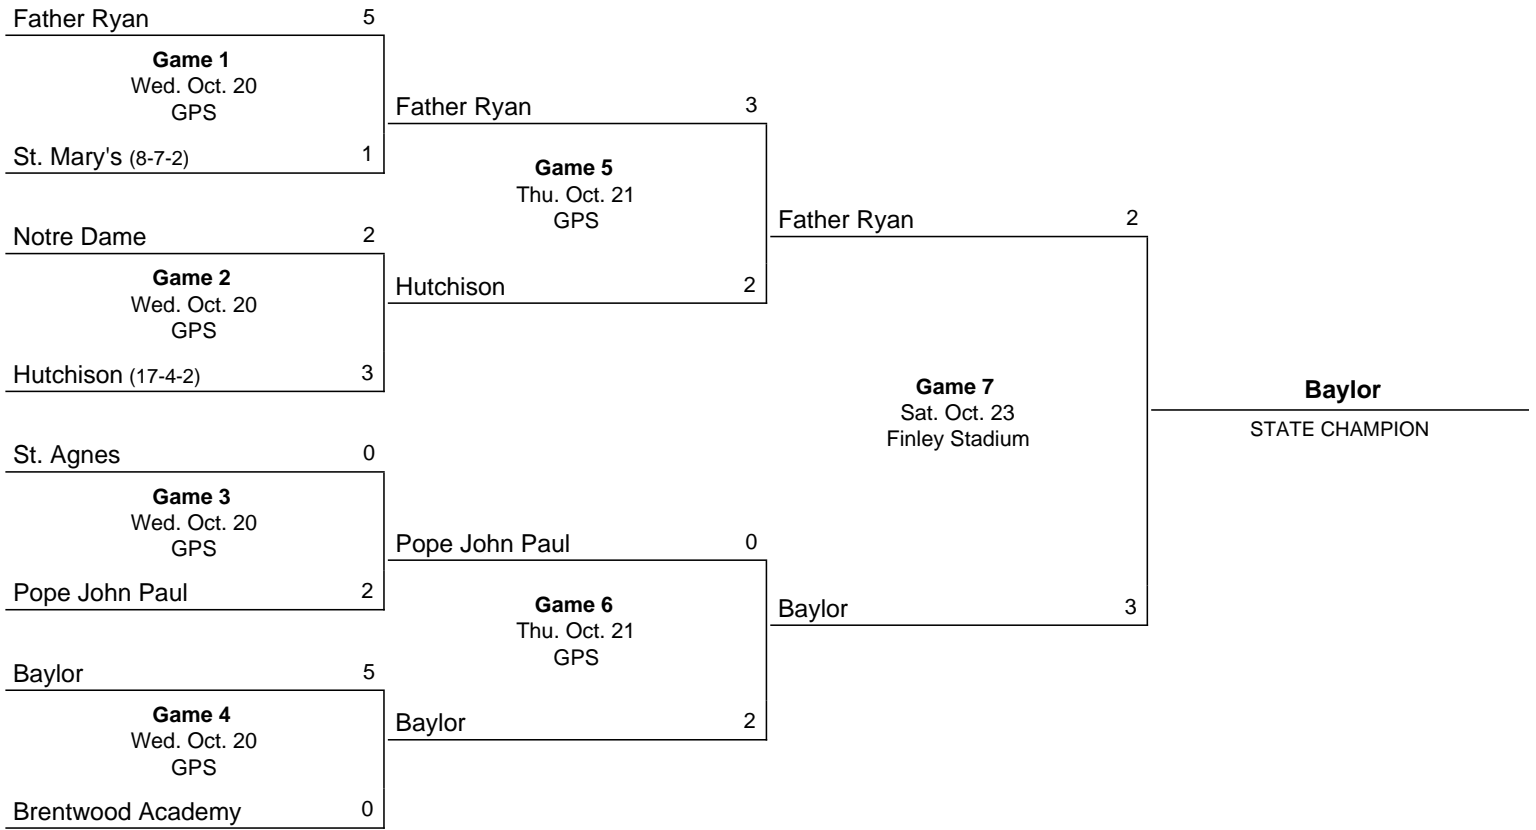 Father Ryan 5
Game 1
Wed. Oct. 20
GPS
St. Mary's (8-7-2) 1
Notre Dame 2
Game 2
Wed. Oct. 20
GPS
Hutchison (17-4-2) 3
St. Agnes 0
Game 3
Wed. Oct. 20
GPS
Pope John Paul 2
Baylor 5
Game 4
Wed. Oct. 20
GPS
Brentwood Academy 0
Father Ryan 3
Game 5
Thu. Oct. 21
GPS
Hutchison 2
Pope John Paul 0
Game 6
Thu. Oct. 21
GPS
Baylor 2
Father Ryan 2
Game 7
Sat. Oct. 23
Finley Stadium
Baylor 3
Baylor
STATE CHAMPION